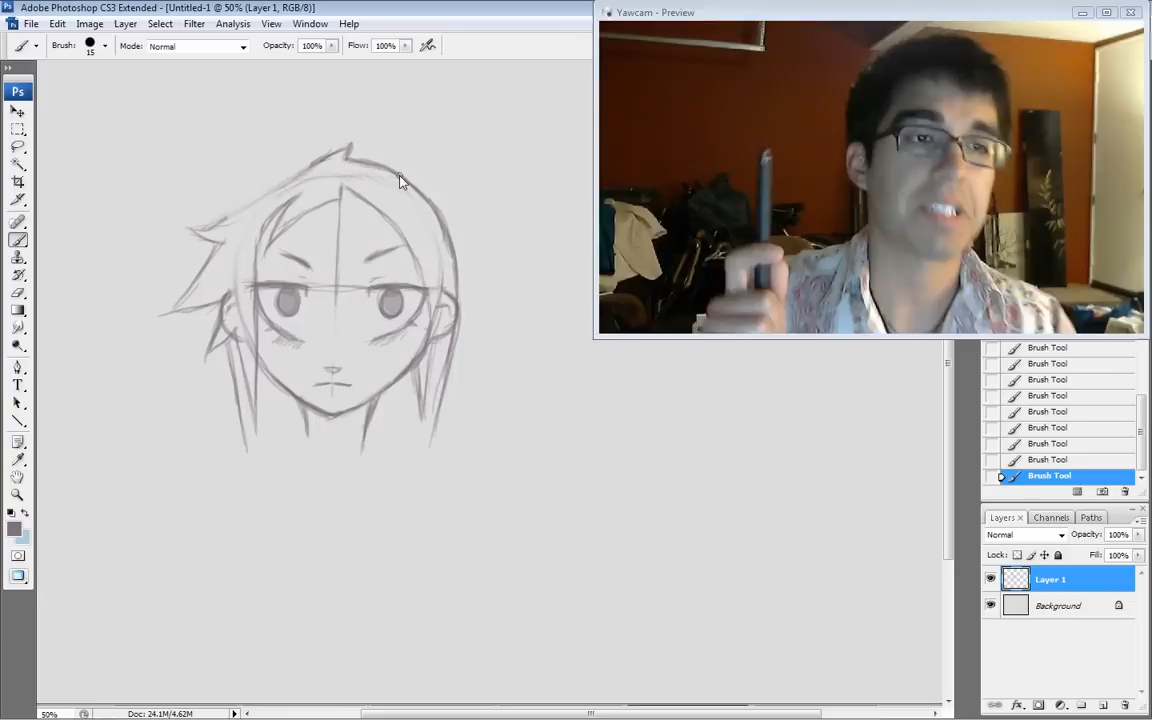 Adobe Photoshop CS3 Extended - [Untitled-1 @ 50% (Layer 1, RGB/8)]
Yawcam - Preview
File Edit Image Layer Select Filter Analysis View Window Help
Brush: 15 Mode: Normal Opacity: 100% Flow: 100%
Ps
Brush Tool
Brush Tool
Brush Tool
Brush Tool
Brush Tool
Brush Tool
Brush Tool
Brush Tool
Brush Tool
Layers Channels Paths
Normal Opacity: 100%
Lock: Fill: 100%
Layer 1
Background
50% Doc: 24.1M/4.62M